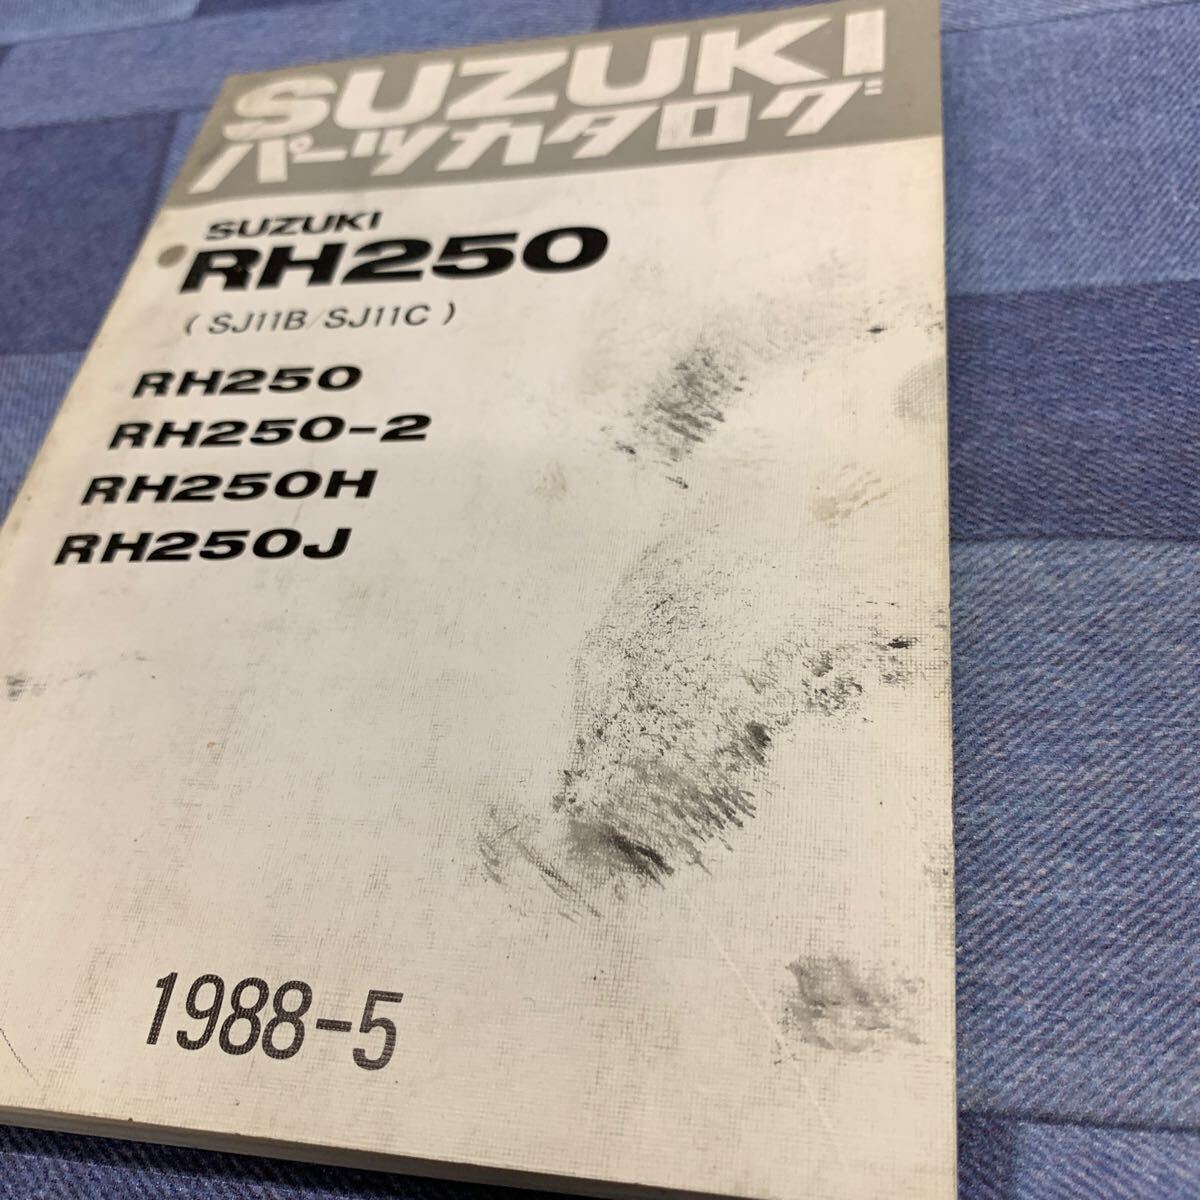 SUZUKI
パーツカタログ
SUZUKI
RH250
(SJ11B/SJ11C)
RH250
RH250-2
RH250H
RH250J
1988-5